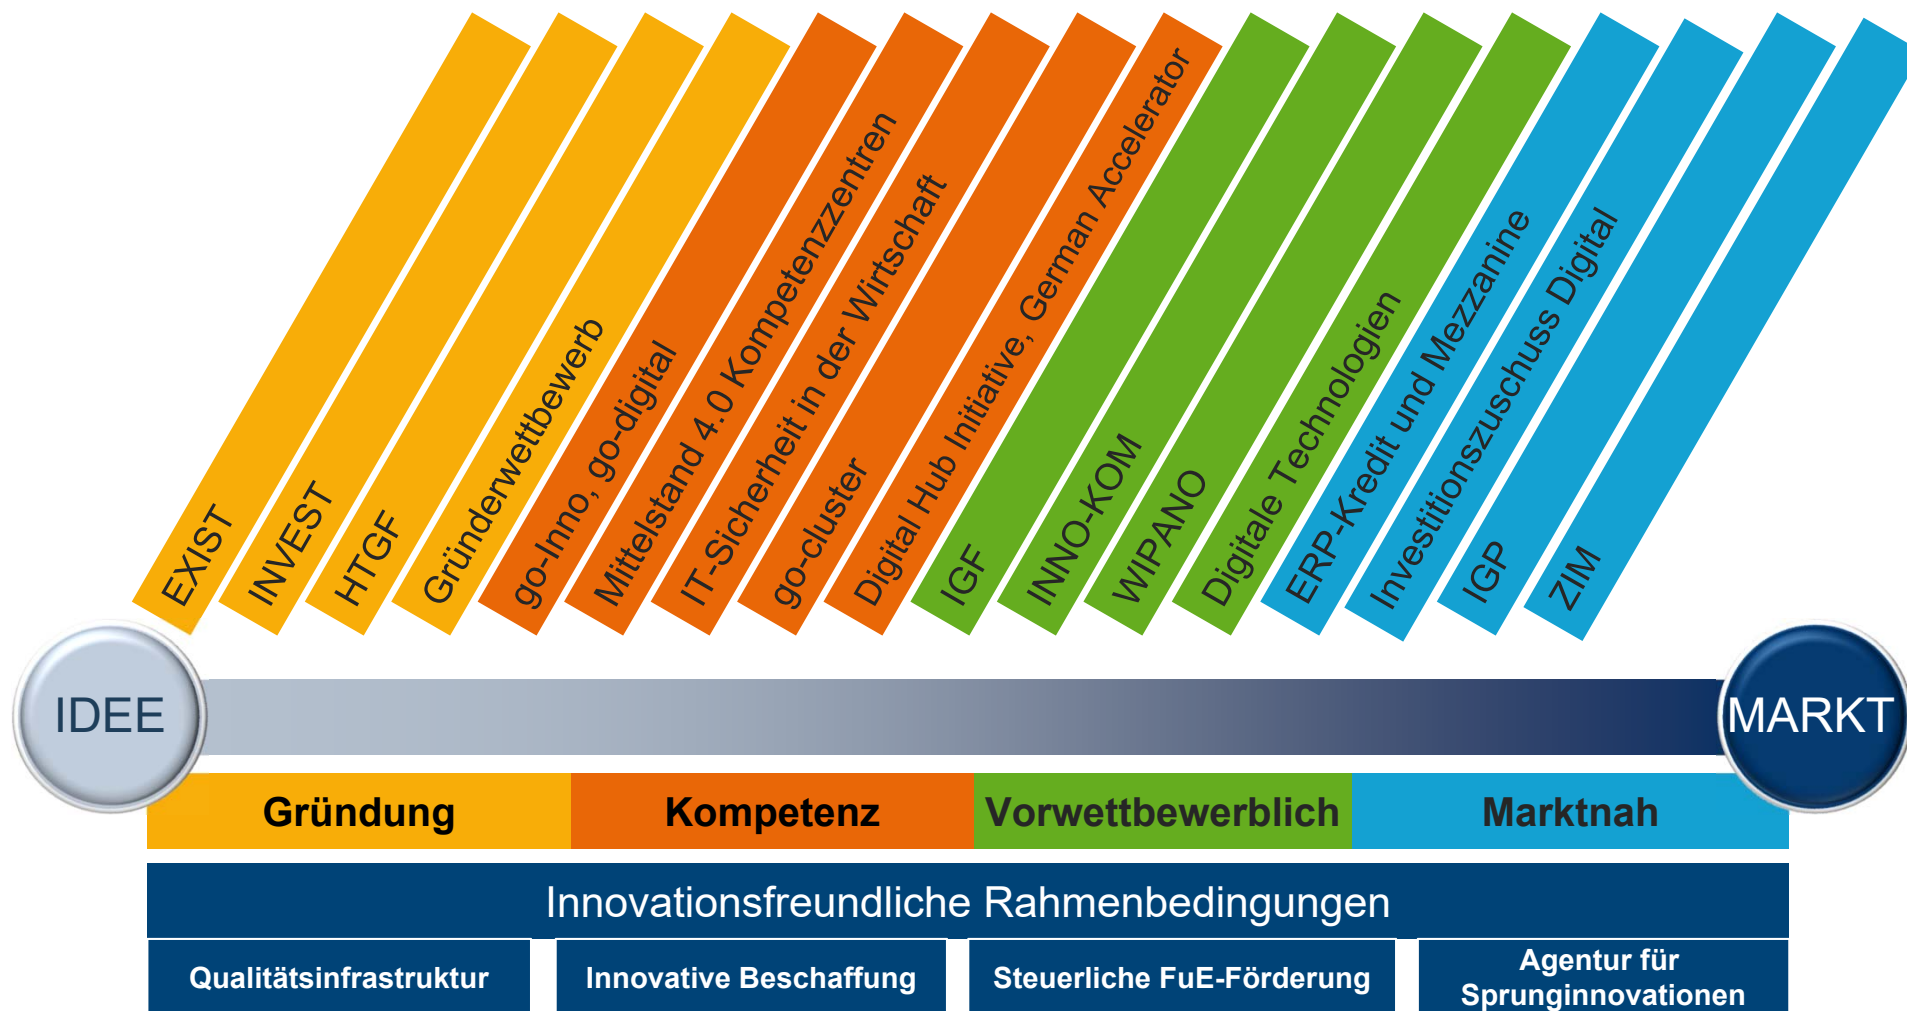 EXIST
INVEST
HTGF
Gründerwettbewerb
go-Inno, go-digital
Mittelstand 4.0 Kompetenzzentren
IT-Sicherheit in der Wirtschaft
go-cluster
Digital Hub Initiative, German Accelerator
IGF
INNO-KOM
WIPANO
Digitale Technologien
ERP-Kredit und Mezzanine
Investitionszuschuss Digital
IGP
ZIM
IDEE
MARKT
Gründung
Kompetenz
Vorwettbewerblich
Marktnah
Innovationsfreundliche Rahmenbedingungen
Qualitätsinfrastruktur
Innovative Beschaffung
Steuerliche FuE-Förderung
Agentur für
Sprunginnovationen